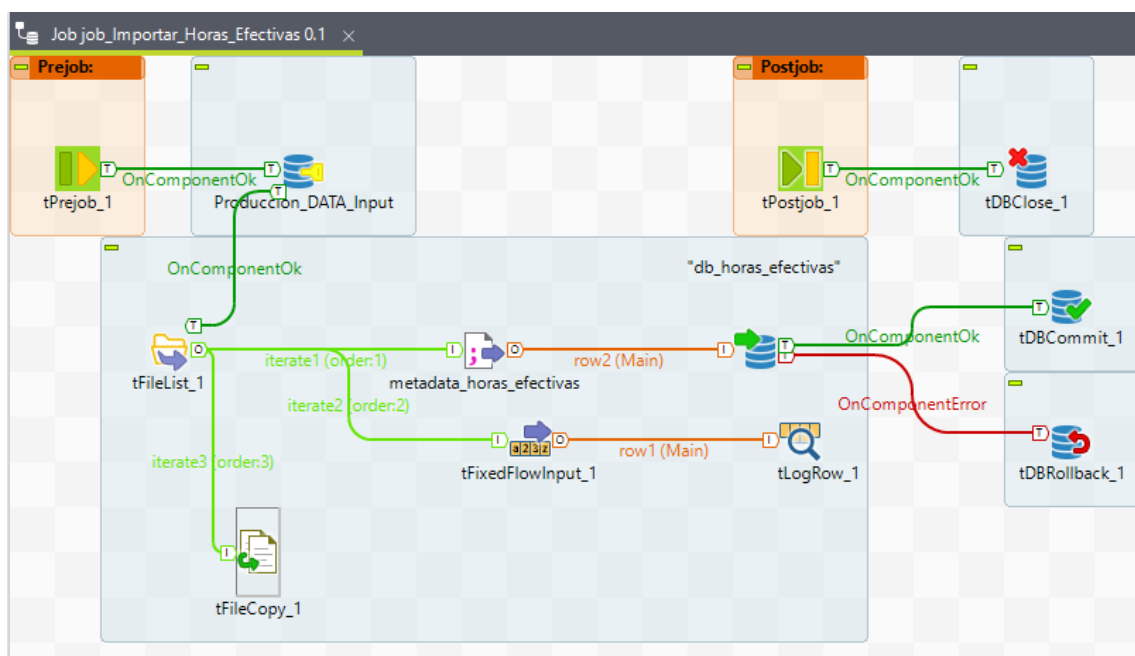 Job job_Importar_Horas_Efectivas 0.1
Prejob:
Postjob:
OnComponentOk
OnComponentOk
tPrejob_1
Produccion_DATA_Input
tPostjob_1
tDBClose_1
OnComponentOk
"db_horas_efectivas"
OnComponentOk
tDBCommit_1
iterate1 (order:1)
row2 (Main)
tFileList_1
metadata_horas_efectivas
iterate2 (order:2)
OnComponentError
iterate3 (order:3)
row1 (Main)
tFixedFlowInput_1
tLogRow_1
tDBRollback_1
tFileCopy_1